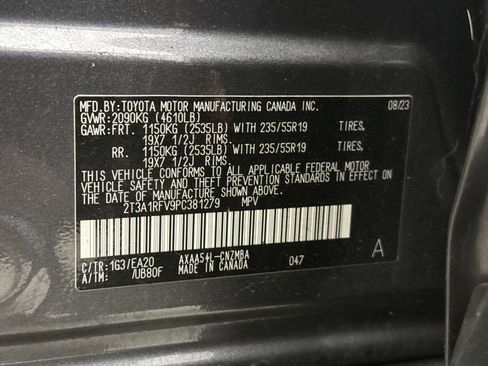 MFD.BY:TOYOTA MOTOR MANUFACTURING CANADA INC. 08/23
GVWR:2090KG (4610LB)
GAWR:FRT. 1150KG (2535LB) WITH 235/55R19 TIRES,
19X7 1/2J RIMS,
RR. 1150KG (2535LB) WITH 235/55R19 TIRES,
19X7 1/2J RIMS,
THIS VEHICLE CONFORMS TO ALL APPLICABLE FEDERAL MOTOR
VEHICLE SAFETY AND THEFT PREVENTION STANDARDS IN EFFECT ON
THE DATE OF MANUFACTURE SHOWN ABOVE.
2T3A1RFV9PC381279 MPV
C/TR:1G3/EA20 AXAA54L-CNZMBA A
A/TM: /UB80F MADE IN CANADA 047